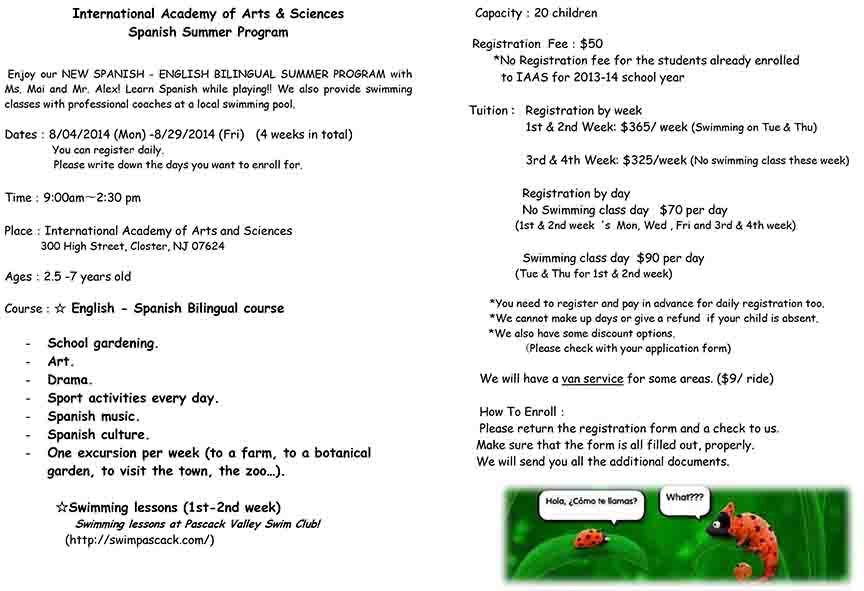 International Academy of Arts & Sciences
Spanish Summer Program
Enjoy our NEW SPANISH - ENGLISH BILINGUAL SUMMER PROGRAM with
Ms. Mai and Mr. Alex! Learn Spanish while playing!! We also provide swimming
classes with professional coaches at a local swimming pool.
Dates : 8/04/2014 (Mon) -8/29/2014 (Fri) (4 weeks in total)
You can register daily.
Please write down the days you want to enroll for.
Time : 9:00am～2:30 pm
Place : International Academy of Arts and Sciences
300 High Street, Closter, NJ 07624
Ages : 2.5 -7 years old
Course : ☆ English - Spanish Bilingual course
- School gardening.
- Art.
- Drama.
- Sport activities every day.
- Spanish music.
- Spanish culture.
- One excursion per week (to a farm, to a botanical
garden, to visit the town, the zoo…).
☆Swimming lessons (1st-2nd week)
Swimming lessons at Pascack Valley Swim Club!
(http://swimpascack.com/)
Capacity : 20 children
Registration Fee : $50
*No Registration fee for the students already enrolled
to IAAS for 2013-14 school year
Tuition : Registration by week
1st & 2nd Week: $365/ week (Swimming on Tue & Thu)
3rd & 4th Week: $325/week (No swimming class these week)
Registration by day
No Swimming class day $70 per day
(1st & 2nd week 's Mon, Wed , Fri and 3rd & 4th week)
Swimming class day $90 per day
(Tue & Thu for 1st & 2nd week)
*You need to register and pay in advance for daily registration too.
*We cannot make up days or give a refund if your child is absent.
*We also have some discount options.
(Please check with your application form)
We will have a van service for some areas. ($9/ ride)
How To Enroll :
Please return the registration form and a check to us.
Make sure that the form is all filled out, properly.
We will send you all the additional documents.
Hola, ¿Cómo te llamas?
What???